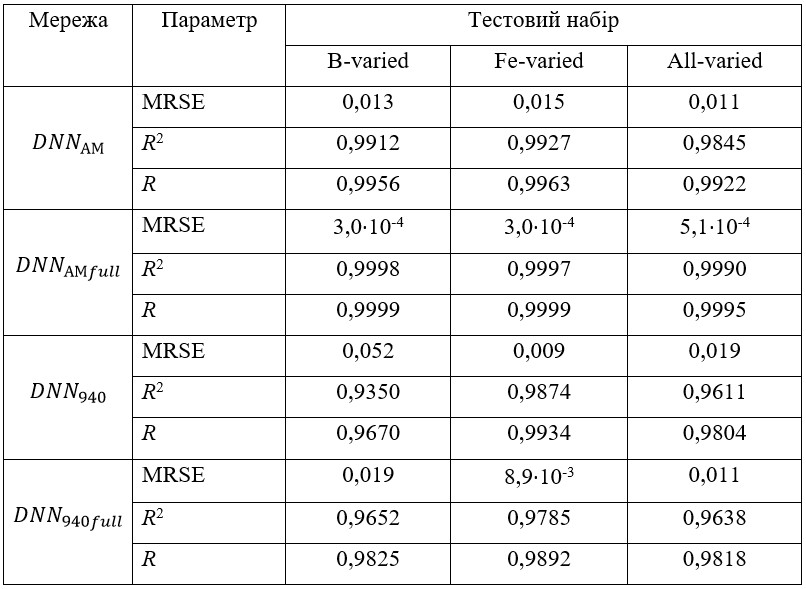 Мережа Параметр Тестовий набір
B-varied Fe-varied All-varied
DNN_AM MRSE 0,013 0,015 0,011
R² 0,9912 0,9927 0,9845
R 0,9956 0,9963 0,9922
DNN_AMfull MRSE 3,0·10⁻⁴ 3,0·10⁻⁴ 5,1·10⁻⁴
R² 0,9998 0,9997 0,9990
R 0,9999 0,9999 0,9995
DNN₉₄₀ MRSE 0,052 0,009 0,019
R² 0,9350 0,9874 0,9611
R 0,9670 0,9934 0,9804
DNN_940full MRSE 0,019 8,9·10⁻³ 0,011
R² 0,9652 0,9785 0,9638
R 0,9825 0,9892 0,9818